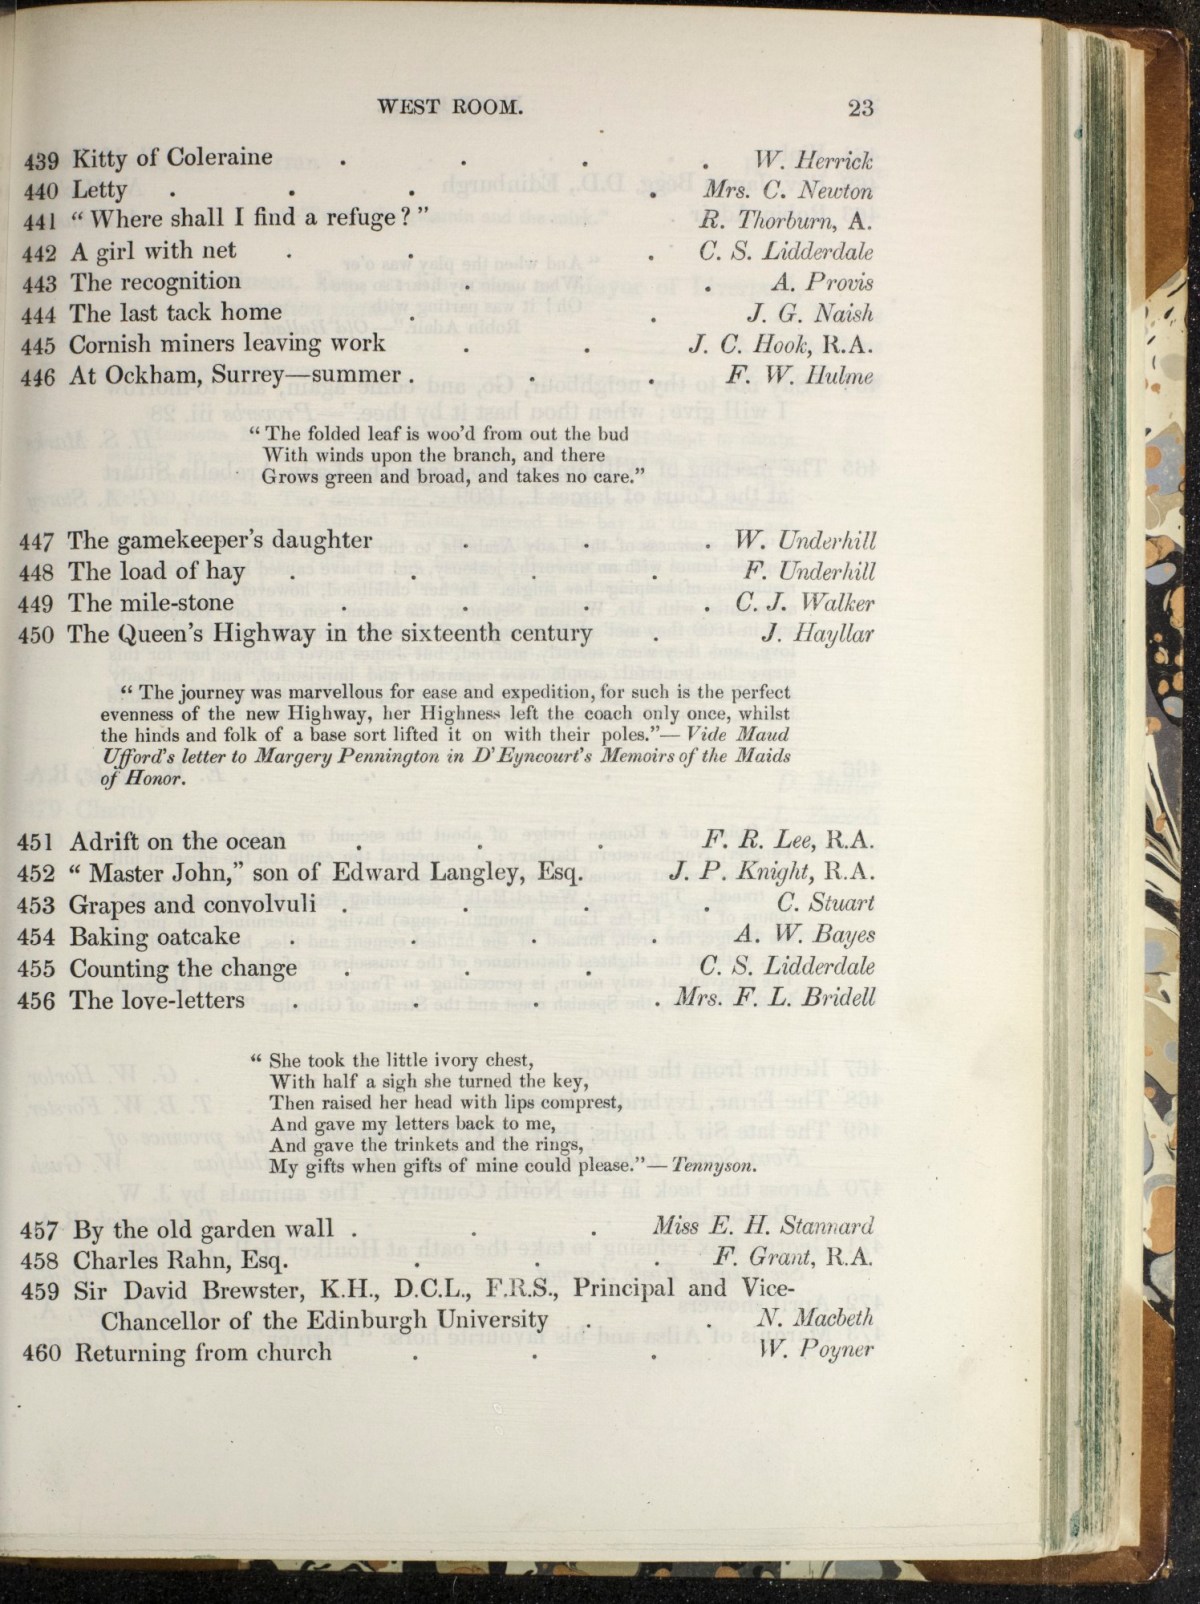 WEST ROOM. 23
439 Kitty of Coleraine . . . . W. Herrick
440 Letty . . . . Mrs. C. Newton
441 “ Where shall I find a refuge ? ” R. Thorburn, A.
442 A girl with net . . . C. S. Lidderdale
443 The recognition . . A. Provis
444 The last tack home . . J. G. Naish
445 Cornish miners leaving work . . J. C. Hook, R.A.
446 At Ockham, Surrey—summer . . . F. W. Hulme
“ The folded leaf is woo’d from out the bud
With winds upon the branch, and there
Grows green and broad, and takes no care.”
447 The gamekeeper’s daughter . . . W. Underhill
448 The load of hay . . . . F. Underhill
449 The mile-stone . . . . C. J. Walker
450 The Queen’s Highway in the sixteenth century . J. Hayllar
“ The journey was marvellous for ease and expedition, for such is the perfect
evenness of the new Highway, her Highness left the coach only once, whilst
the hinds and folk of a base sort lifted it on with their poles.”— Vide Maud
Ufford’s letter to Margery Pennington in D’Eyncourt’s Memoirs of the Maids
of Honor.
451 Adrift on the ocean . . . F. R. Lee, R.A.
452 “ Master John,” son of Edward Langley, Esq. J. P. Knight, R.A.
453 Grapes and convolvuli . . . . C. Stuart
454 Baking oatcake . . . . A. W. Bayes
455 Counting the change . . . C. S. Lidderdale
456 The love-letters . . . . Mrs. F. L. Bridell
“ She took the little ivory chest,
With half a sigh she turned the key,
Then raised her head with lips comprest,
And gave my letters back to me,
And gave the trinkets and the rings,
My gifts when gifts of mine could please.”— Tennyson.
457 By the old garden wall . . . Miss E. H. Stannard
458 Charles Rahn, Esq. . . . F. Grant, R.A.
459 Sir David Brewster, K.H., D.C.L., F.R.S., Principal and Vice-
Chancellor of the Edinburgh University . . N. Macbeth
460 Returning from church . . . W. Poyner